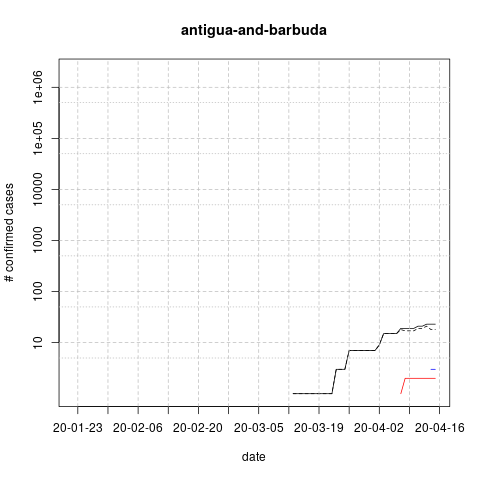 antigua-and-barbuda
# confirmed cases
1e+06
1e+05
10000
1000
100
10
20-01-23 20-02-06 20-02-20 20-03-05 20-03-19 20-04-02 20-04-16
date